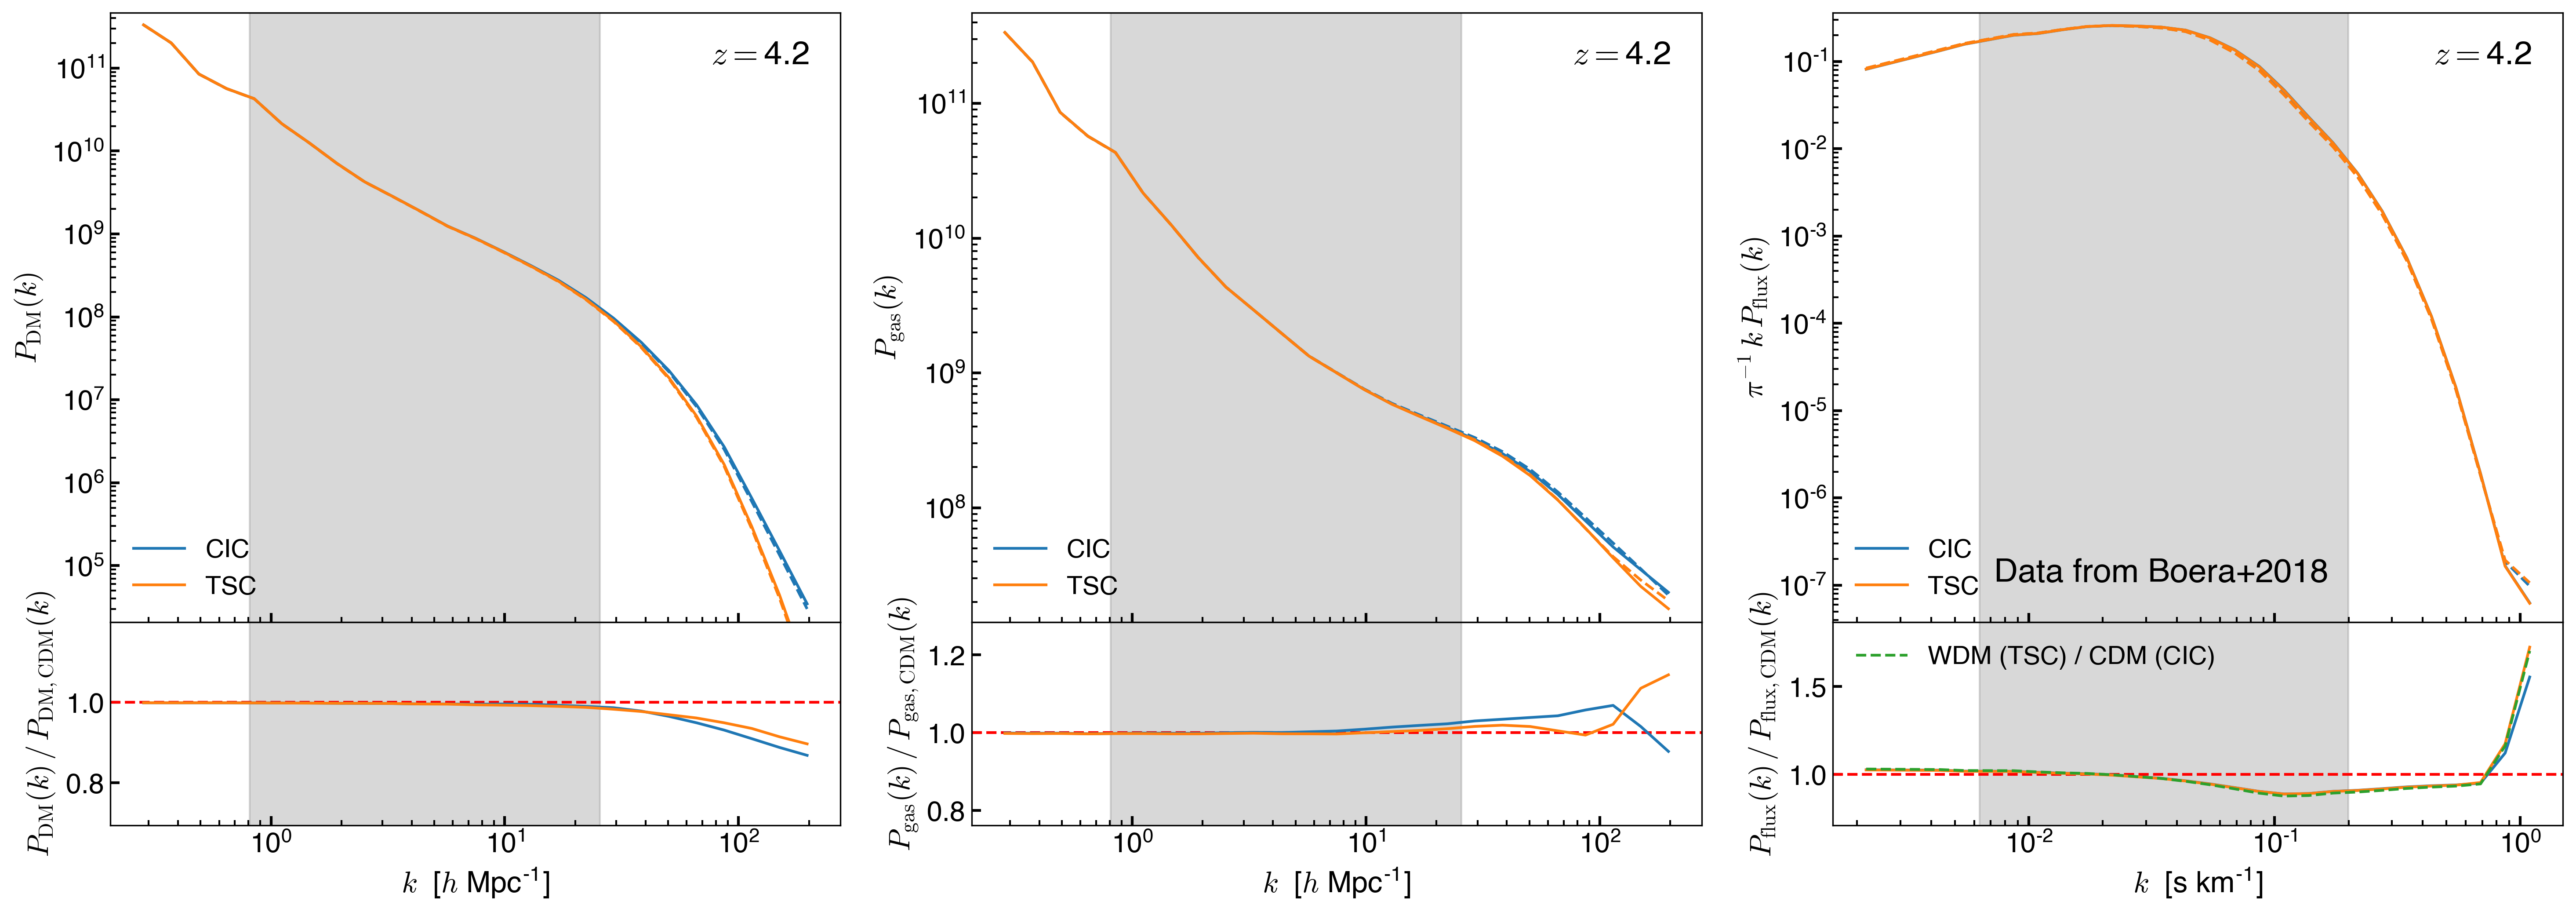 z = 4.2
P_DM(k)
10^11
10^10
10^9
10^8
10^7
10^6
10^5
CIC
TSC
P_DM(k) / P_DM,CDM(k)
1.0
0.8
10^0 10^1 10^2
k [h Mpc^-1]
z = 4.2
P_gas(k)
10^11
10^10
10^9
10^8
CIC
TSC
P_gas(k) / P_gas,CDM(k)
1.2
1.0
0.8
10^0 10^1 10^2
k [h Mpc^-1]
z = 4.2
π^-1 k P_flux(k)
10^-1
10^-2
10^-3
10^-4
10^-5
10^-6
10^-7
CIC
TSC
Data from Boera+2018
P_flux(k) / P_flux,CDM(k)
WDM (TSC) / CDM (CIC)
1.5
1.0
10^-2 10^-1 10^0
k [s km^-1]